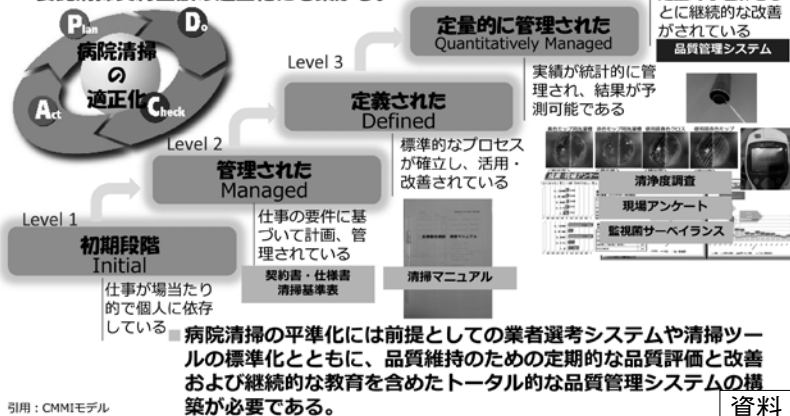 とに継続的な改善
がされている
品質管理システム
定量的に管理された
Quantitatively Managed
実績が統計的に管
理され、結果が予
測可能である
Plan
Do
Check
Act
病院清掃
の
適正化
Level 3
定義された
Defined
標準的なプロセス
が確立し、活用・
改善されている
清掃マニュアル
Level 2
管理された
Managed
仕事の要件に基
づいて計画、管
理されている
契約書・仕様書
清掃基準表
Level 1
初期段階
Initial
仕事が場当たり
的で個人に依存
している
清浄度調査
現場アンケート
監視菌サーベイランス
病院清掃の平準化には前提としての業者選考システムや清掃ツー
ルの標準化とともに、品質維持のための定期的な品質評価と改善
および継続的な教育を含めたトータル的な品質管理システムの構
築が必要である。
引用：CMMIモデル
資料